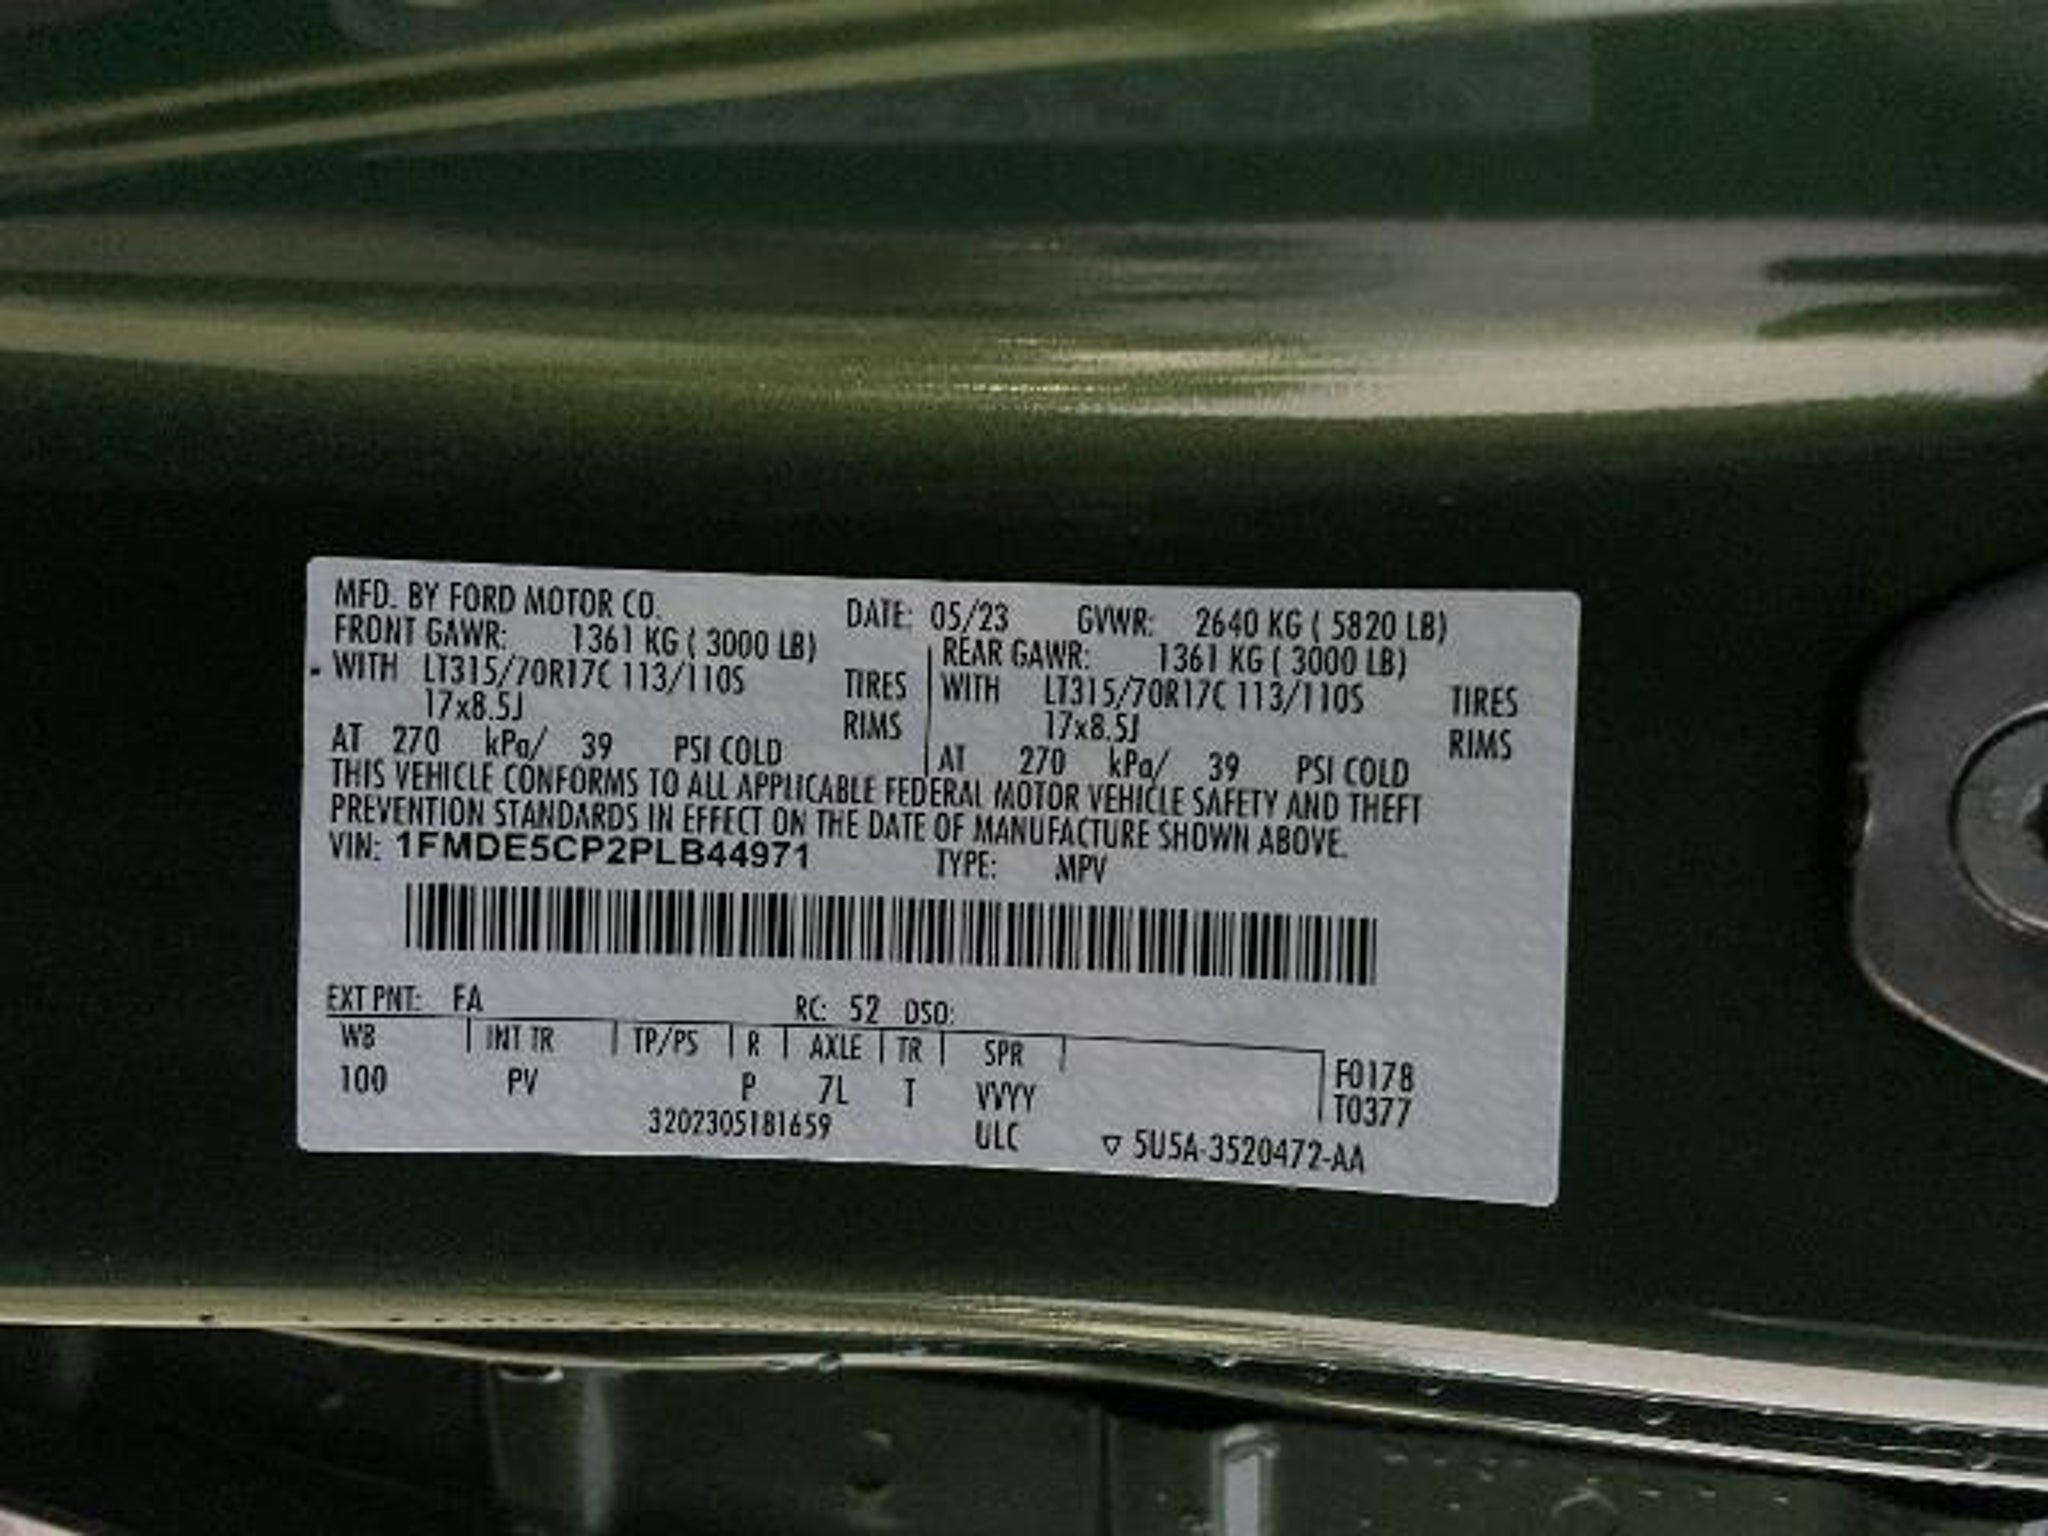 MFD. BY FORD MOTOR CO. DATE: 05/23 GVWR: 2640 KG ( 5820 LB)
FRONT GAWR: 1361 KG ( 3000 LB) REAR GAWR: 1361 KG ( 3000 LB)
WITH LT315/70R17C 113/110S TIRES WITH LT315/70R17C 113/110S TIRES
17x8.5J RIMS 17x8.5J RIMS
AT 270 kPa/ 39 PSI COLD AT 270 kPa/ 39 PSI COLD
THIS VEHICLE CONFORMS TO ALL APPLICABLE FEDERAL MOTOR VEHICLE SAFETY AND THEFT
PREVENTION STANDARDS IN EFFECT ON THE DATE OF MANUFACTURE SHOWN ABOVE.
VIN: 1FMDE5CP2PLB44971 TYPE: MPV
EXT PNT: FA RC: 52 DSO:
WB INT TR TP/PS R AXLE TR SPR F0178
100 PV P 7L T VVYY T0377
3202305181659 ULC ▽ 5U5A-3520472-AA